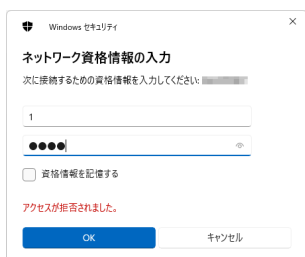 Windows セキュリティ
ネットワーク資格情報の入力
次に接続するための資格情報を入力してください:
1
●●●●
資格情報を記憶する
アクセスが拒否されました。
OK
キャンセル